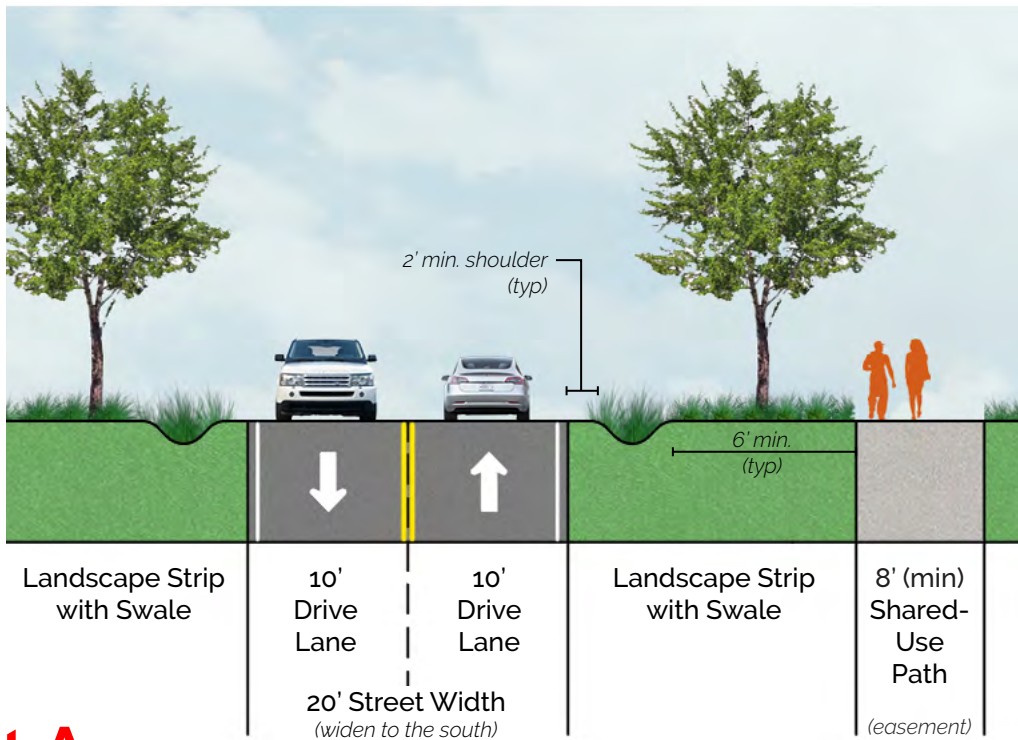 2’ min. shoulder
(typ)
6’ min.
(typ)
Landscape Strip
with Swale
10’
Drive
Lane
10’
Drive
Lane
Landscape Strip
with Swale
8’ (min)
Shared-
Use
Path
(easement)
20’ Street Width
(widen to the south)